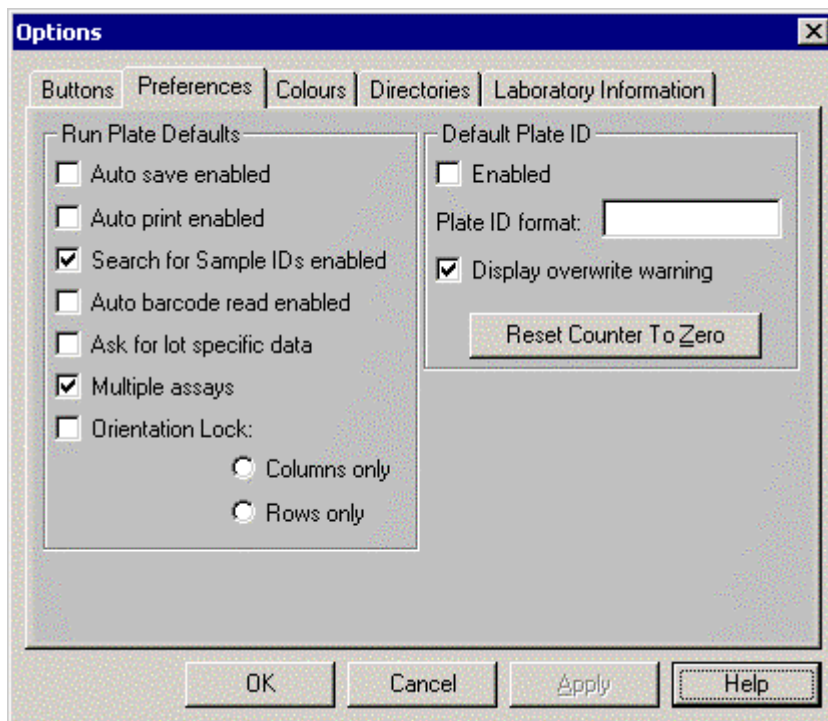 Options
Buttons Preferences Colours Directories Laboratory Information
Run Plate Defaults
Auto save enabled
Auto print enabled
Search for Sample IDs enabled
Auto barcode read enabled
Ask for lot specific data
Multiple assays
Orientation Lock:
Columns only
Rows only
Default Plate ID
Enabled
Plate ID format:
Display overwrite warning
Reset Counter To Zero
OK Cancel Apply Help